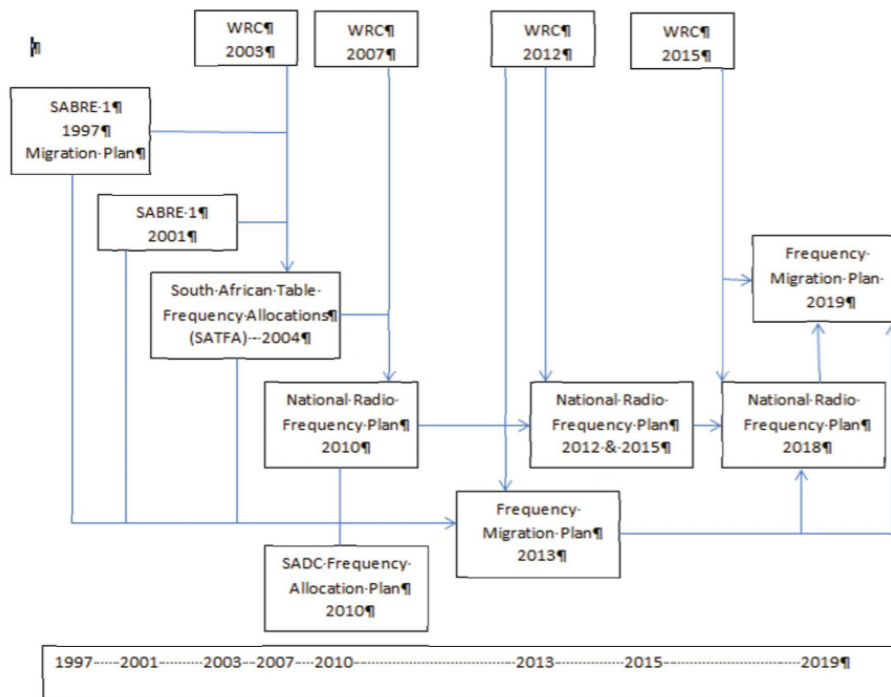 ¶
WRC¶
2003¶
WRC¶
2007¶
WRC¶
2012¶
WRC¶
2015¶
SABRE·1¶
1997¶
Migration·Plan¶
SABRE·1¶
2001¶
South·African·Table·
Frequency·Allocations¶
(SATFA)--·2004¶
Frequency·
Migration·Plan·
2019¶
National·Radio·
Frequency·Plan¶
2010¶
National·Radio·
Frequency·Plan¶
2012·&·2015¶
National·Radio·
Frequency·Plan¶
2018¶
Frequency·
Migration·Plan¶
2013¶
SADC·Frequency·
Allocation·Plan¶
2010¶
1997-----2001---------------2003--2007---2010-------------------------------------2013-----------------2015-------------------------------2019¶